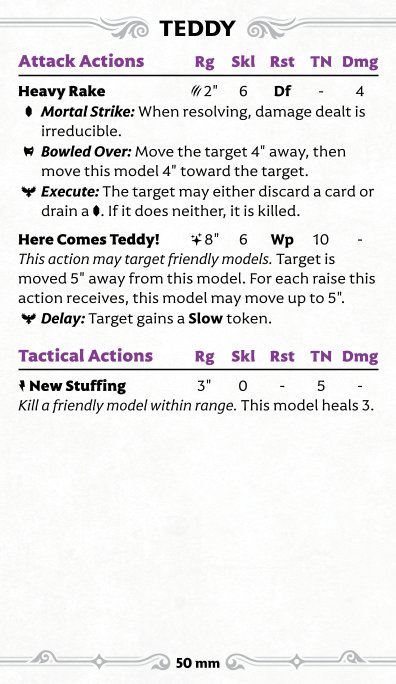 TEDDY
Attack Actions Rg Skl Rst TN Dmg
Heavy Rake 2" 6 Df - 4
Mortal Strike: When resolving, damage dealt is
irreducible.
Bowled Over: Move the target 4" away, then
move this model 4" toward the target.
Execute: The target may either discard a card or
drain a . If it does neither, it is killed.
Here Comes Teddy! 8" 6 Wp 10 -
This action may target friendly models. Target is
moved 5" away from this model. For each raise this
action receives, this model may move up to 5".
Delay: Target gains a Slow token.
Tactical Actions Rg Skl Rst TN Dmg
New Stuffing 3" 0 - 5 -
Kill a friendly model within range. This model heals 3.
50 mm